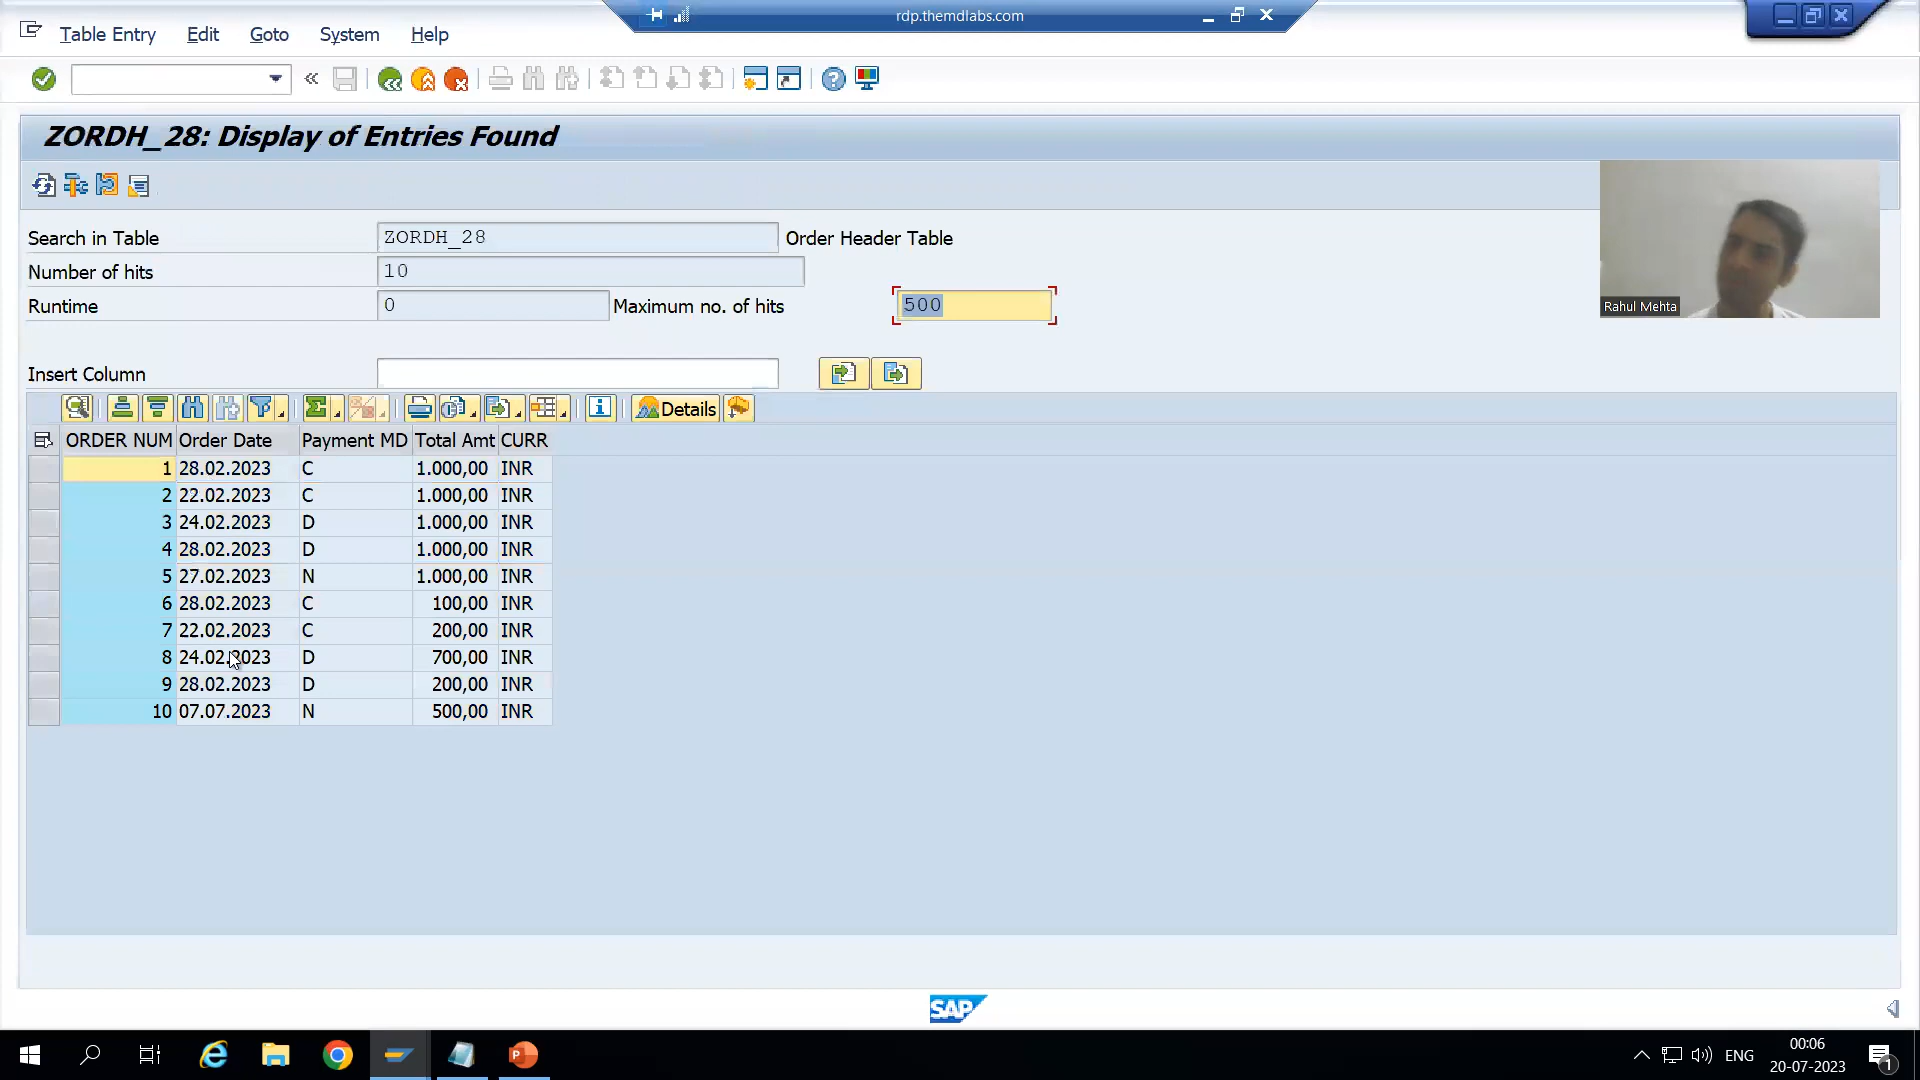 rdp.themdlabs.com
Table Entry Edit Goto System Help
ZORDH_28: Display of Entries Found
Rahul Mehta
Search in Table ZORDH_28 Order Header Table
Number of hits 10
Runtime 0 Maximum no. of hits 500
Insert Column
Details
ORDER NUM Order Date Payment MD Total Amt CURR
1 28.02.2023 C 1.000,00 INR
2 22.02.2023 C 1.000,00 INR
3 24.02.2023 D 1.000,00 INR
4 28.02.2023 D 1.000,00 INR
5 27.02.2023 N 1.000,00 INR
6 28.02.2023 C 100,00 INR
7 22.02.2023 C 200,00 INR
8 24.02.2023 D 700,00 INR
9 28.02.2023 D 200,00 INR
10 07.07.2023 N 500,00 INR
SAP
ENG
00:06
20-07-2023
1